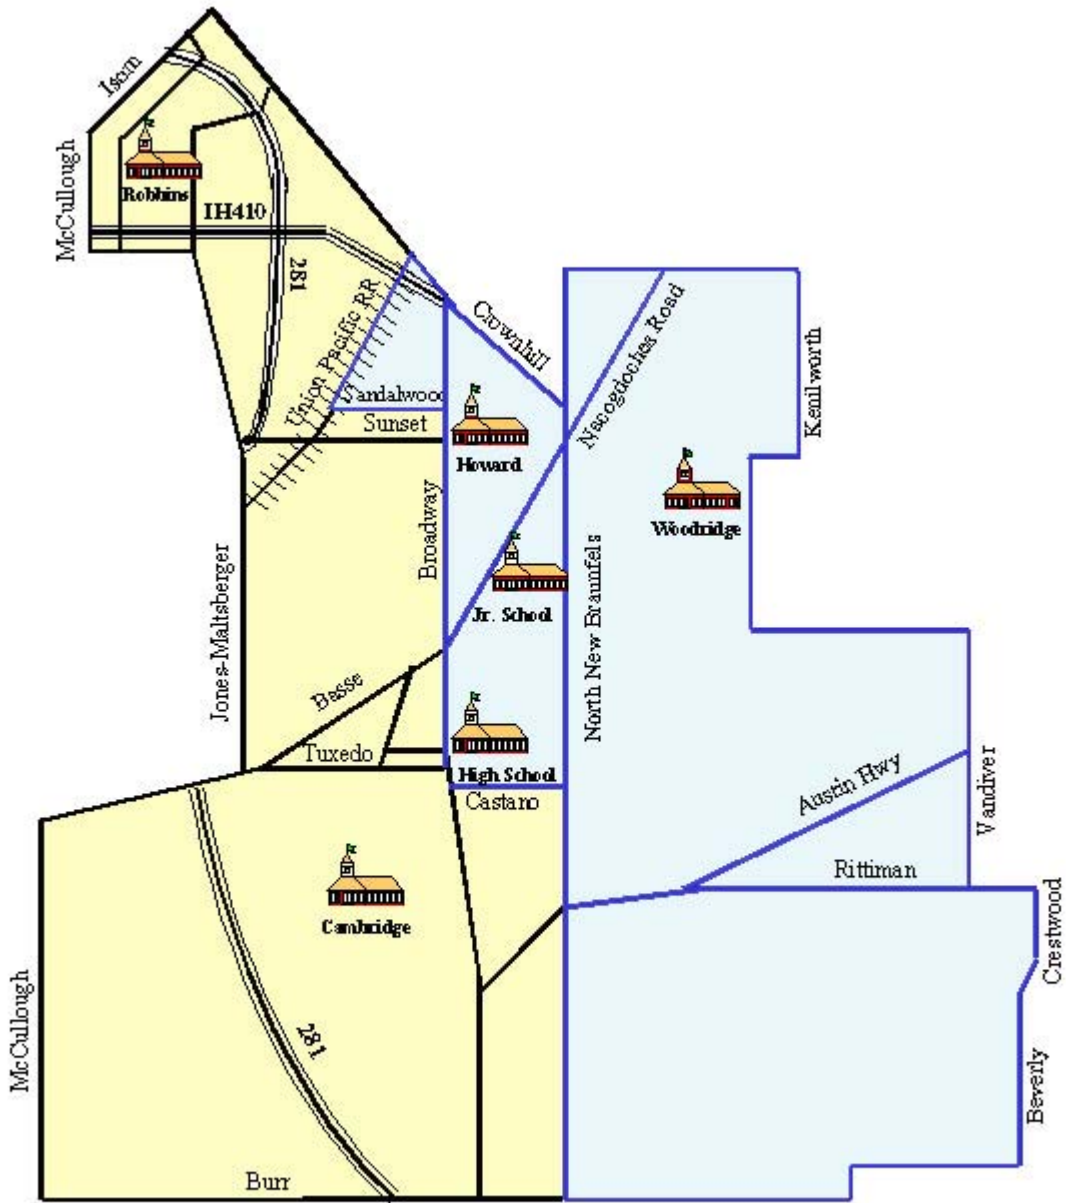 Isom
McCullough
Robbins
IH410
281
Union Pacific RR
Crownhill
Nacogdoches Road
Kenilworth
Sandalwood
Sunset
Howard
Broadway
Woodridge
Jones-Maltsberger
Jr. School
North New Braunfels
Basse
Tuxedo
High School
Castano
Austin Hwy
Vandiver
Rittiman
Cambridge
Crestwood
McCullough
281
Beverly
Burr